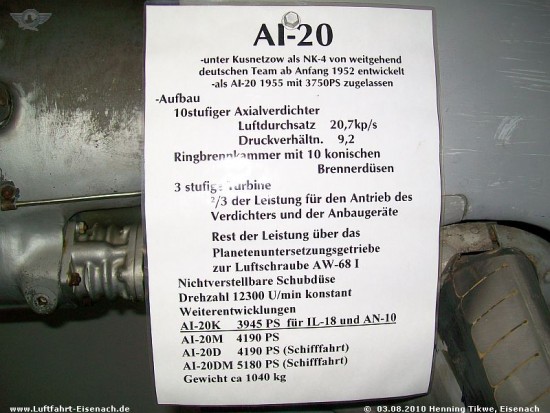 AI-20
-unter Kusnetzow als NK-4 von weitgehend
deutschen Team ab Anfang 1952 entwickelt
-als AI-20 1955 mit 3750PS zugelassen
-Aufbau
10stufiger Axialverdichter
Luftdurchsatz 20,7kp/s
Druckverhältn. 9,2
Ringbrennkammer mit 10 konischen
Brennerdüsen
3 stufige Turbine
2/3 der Leistung für den Antrieb des
Verdichters und der Anbaugeräte
Rest der Leistung über das
Planetenuntersetzungsgetriebe
zur Luftschraube AW-68 I
Nichtverstellbare Schubdüse
Drehzahl 12300 U/min konstant
Weiterentwicklungen
AI-20K 3945 PS für IL-18 und AN-10
AI-20M 4190 PS
AI-20D 4190 PS (Schifffahrt)
AI-20DM 5180 PS (Schifffahrt)
Gewicht ca 1040 kg
www.Luftfahrt-Eisenach.de
© 03.08.2010 Henning Tikwe, Eisenach